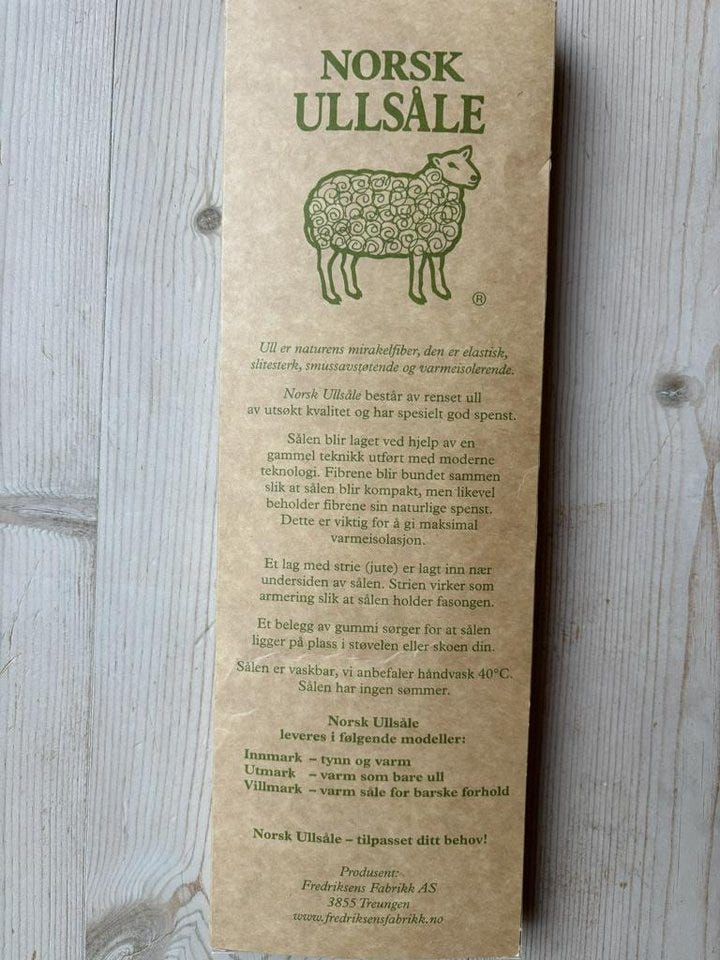 NORSK
ULLSÅLE
®
Ull er naturens mirakelfiber, den er elastisk,
slitesterk, smussavstøtende og varmeisolerende.
Norsk Ullsåle består av renset ull
av utsøkt kvalitet og har spesielt god spenst.
Sålen blir laget ved hjelp av en
gammel teknikk utført med moderne
teknologi. Fibrene blir bundet sammen
slik at sålen blir kompakt, men likevel
beholder fibrene sin naturlige spenst.
Dette er viktig for å gi maksimal
varmeisolasjon.
Et lag med strie (jute) er lagt inn nær
undersiden av sålen. Strien virker som
armering slik at sålen holder fasongen.
Et belegg av gummi sørger for at sålen
ligger på plass i støvelen eller skoen din.
Sålen er vaskbar, vi anbefaler håndvask 40°C.
Sålen har ingen sømmer.
Norsk Ullsåle
leveres i følgende modeller:
Innmark – tynn og varm
Utmark – varm som bare ull
Villmark – varm såle for barske forhold
Norsk Ullsåle – tilpasset ditt behov!
Produsent:
Fredriksens Fabrikk AS
3855 Treungen
www.fredriksensfabrikk.no